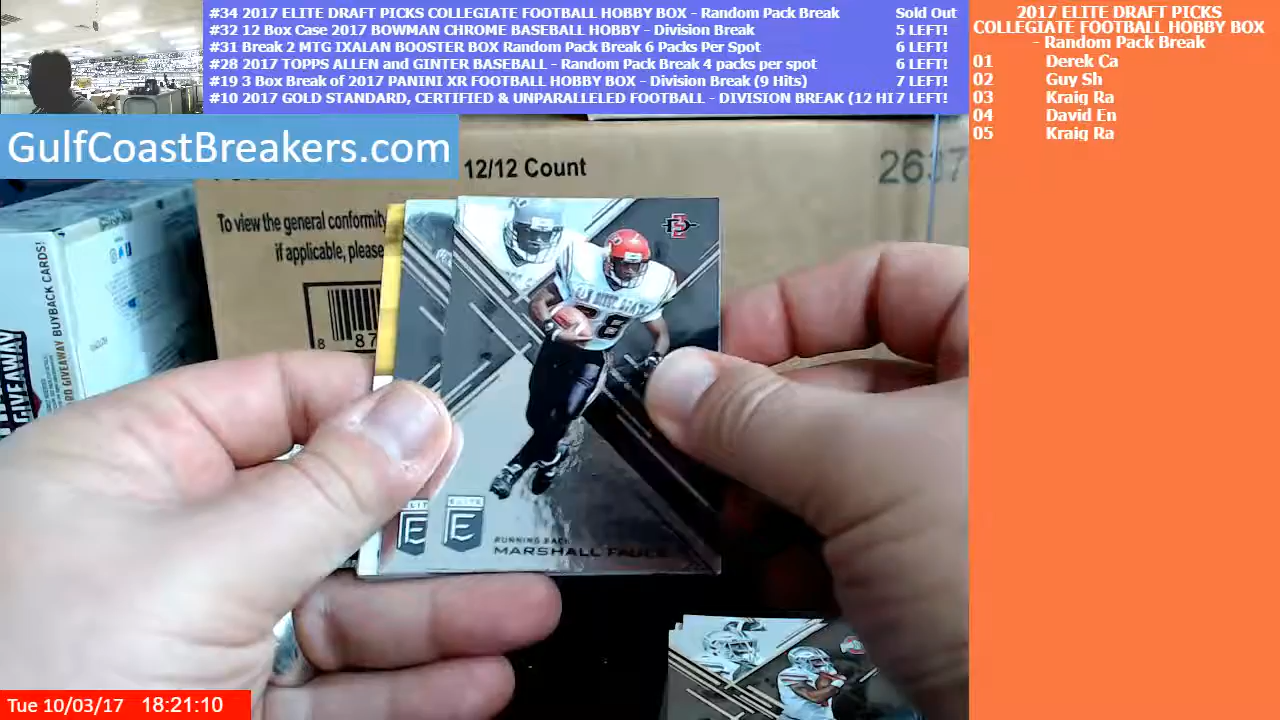 #34 2017 ELITE DRAFT PICKS COLLEGIATE FOOTBALL HOBBY BOX - Random Pack Break Sold Out
#32 12 Box Case 2017 BOWMAN CHROME BASEBALL HOBBY - Division Break 5 LEFT!
#31 Break 2 MTG IXALAN BOOSTER BOX Random Pack Break 6 Packs Per Spot 6 LEFT!
#28 2017 TOPPS ALLEN and GINTER BASEBALL - Random Pack Break 4 packs per spot 6 LEFT!
#19 3 Box Break of 2017 PANINI XR FOOTBALL HOBBY BOX - Division Break (9 Hits) 7 LEFT!
#10 2017 GOLD STANDARD, CERTIFIED & UNPARALLELED FOOTBALL - DIVISION BREAK (12 HI 7 LEFT!
2017 ELITE DRAFT PICKS
COLLEGIATE FOOTBALL HOBBY BOX
- Random Pack Break
01 Derek Ca
02 Guy Sh
03 Kraig Ra
04 David En
05 Kraig Ra
GulfCoastBreakers.com
12/12 Count
2637
To view the general conformity
if applicable, please
8 87
GIVEAWAY
GIVEAWAY BUYBACK CARDS!
28
ELIT
E
ELITE
E
RUNNING BACK
MARSHALL FAULK
Tue 10/03/17 18:21:10